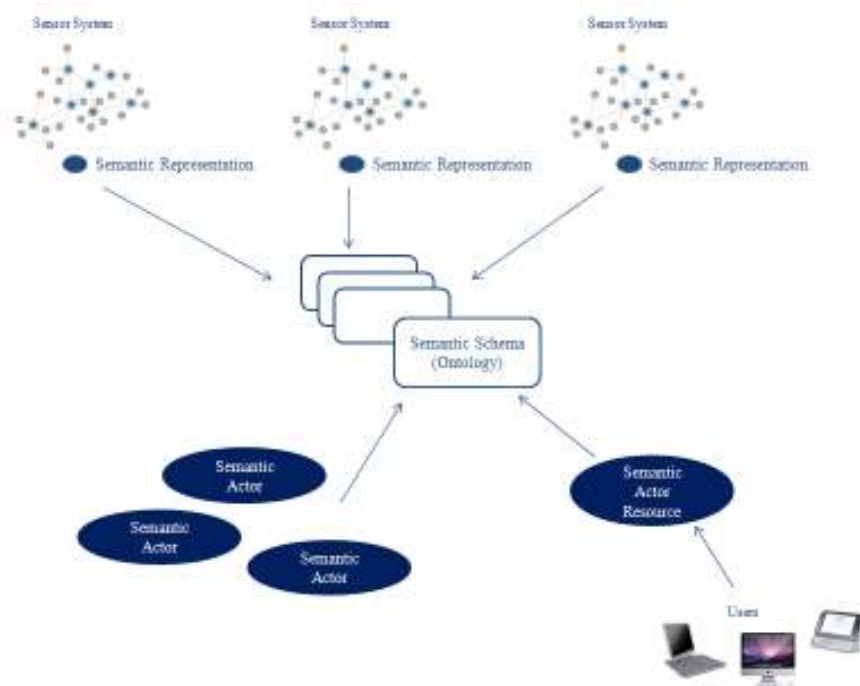 Sensor System
Sensor System
Sensor System
Semantic Representation
Semantic Representation
Semantic Representation
Semantic Schema
(Ontology)
Semantic
Actor
Semantic
Actor
Semantic
Actor
Semantic
Actor
Resource
Users